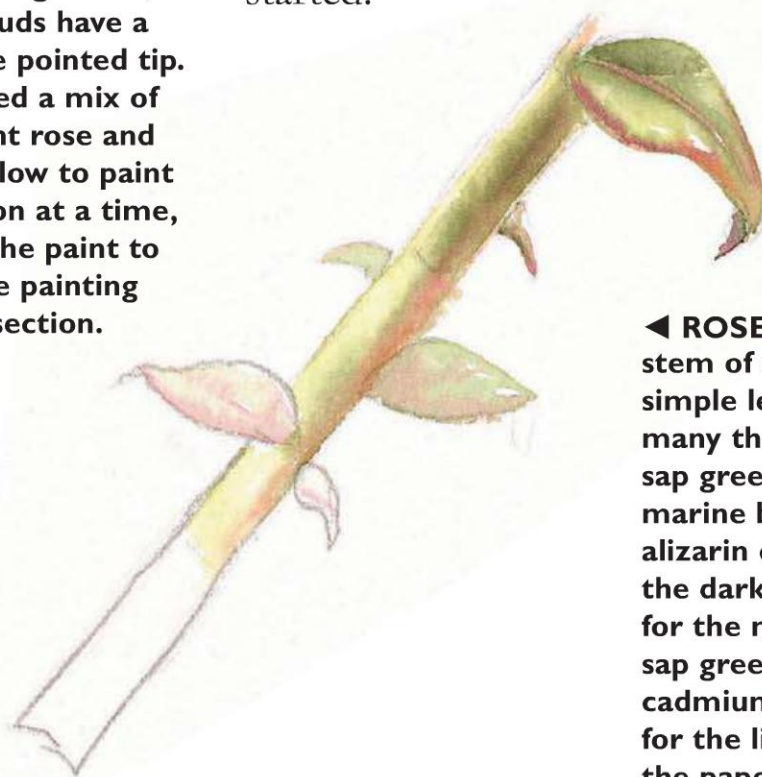 started.
uds have a
e pointed tip.
ed a mix of
nt rose and
low to paint
on at a time,
he paint to
e painting
section.
◄ ROSE
stem of
simple le
many th
sap gree
marine b
alizarin
the dark
for the
sap gree
cadmiu
for the li
the pape